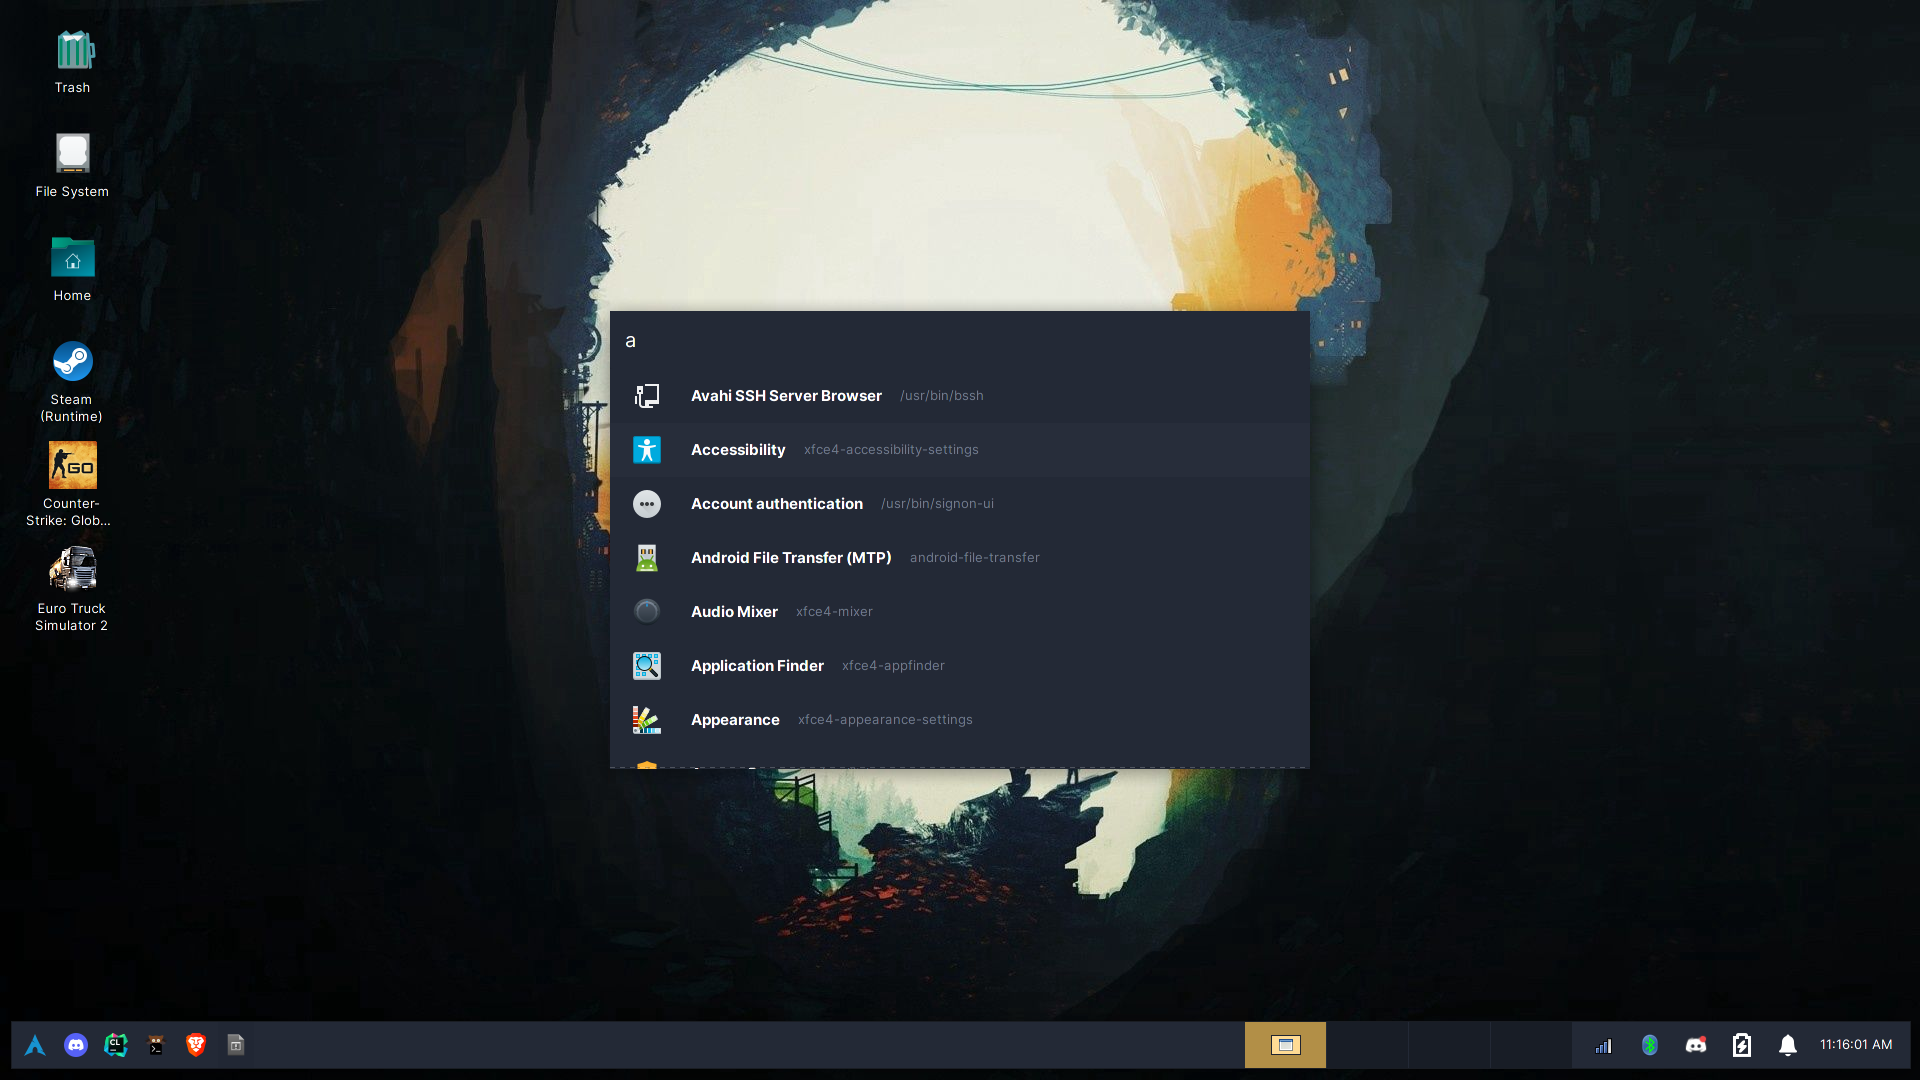 Trash
File System
Home
Steam
(Runtime)
GO
Counter-
Strike: Glob...
Euro Truck
Simulator 2
a
Avahi SSH Server Browser /usr/bin/bssh
Accessibility xfce4-accessibility-settings
Account authentication /usr/bin/signon-ui
Android File Transfer (MTP) android-file-transfer
Audio Mixer xfce4-mixer
Application Finder xfce4-appfinder
Appearance xfce4-appearance-settings
CL
11:16:01 AM